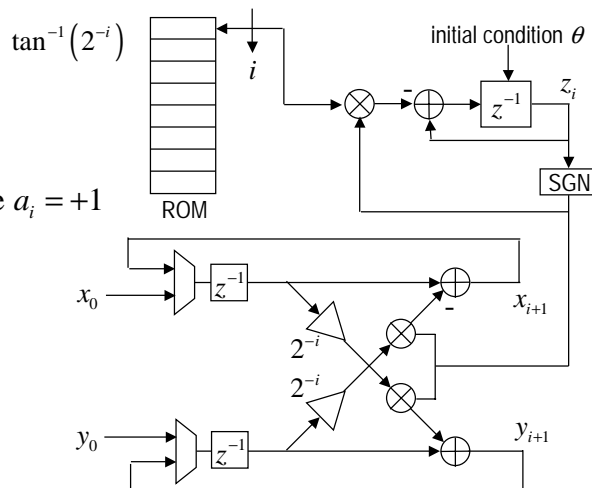 tan⁻¹(2⁻ⁱ)
i
initial condition θ
-
z⁻¹
zᵢ
SGN
ROM
e aᵢ = +1
x₀
z⁻¹
2⁻ⁱ
-
xᵢ₊₁
2⁻ⁱ
y₀
z⁻¹
yᵢ₊₁